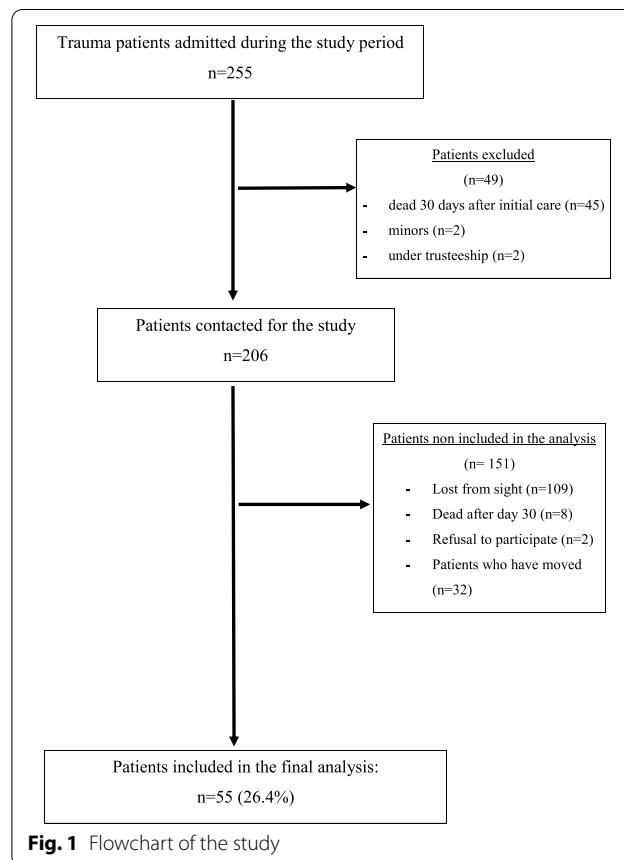 Trauma patients admitted during the study period
n=255
Patients excluded
(n=49)
- dead 30 days after initial care (n=45)
- minors (n=2)
- under trusteeship (n=2)
Patients contacted for the study
n=206
Patients non included in the analysis
(n= 151)
- Lost from sight (n=109)
- Dead after day 30 (n=8)
- Refusal to participate (n=2)
- Patients who have moved
(n=32)
Patients included in the final analysis:
n=55 (26.4%)
Fig. 1 Flowchart of the study